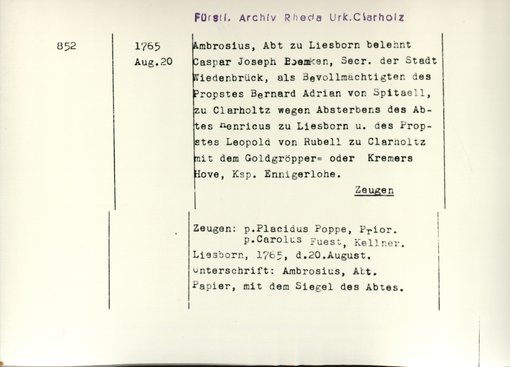 Fürstl. Archiv Rheda Urk.Clarholz
852 1765 Ambrosius, Abt zu Liesborn belehnt
Aug.20 Caspar Joseph Boemken, Secr. der Stadt
Wiedenbrück, als Bevollmächtigten des
Propstes Bernard Adrian von Spitaell,
zu Clarholtz wegen Absterbens des Ab-
tes Henricus zu Liesborn u. des Prop-
stes Leopold von Rubell zu Clarholtz
mit dem Goldgröpper= oder Kremers
Hove, Ksp. Ennigerlohe.
Zeugen
Zeugen: p.Placidus Poppe, Prior.
p.Carolus Fuest, Kellner.
Liesborn, 1765, d.20.August.
Unterschrift: Ambrosius, Abt.
Papier, mit dem Siegel des Abtes.